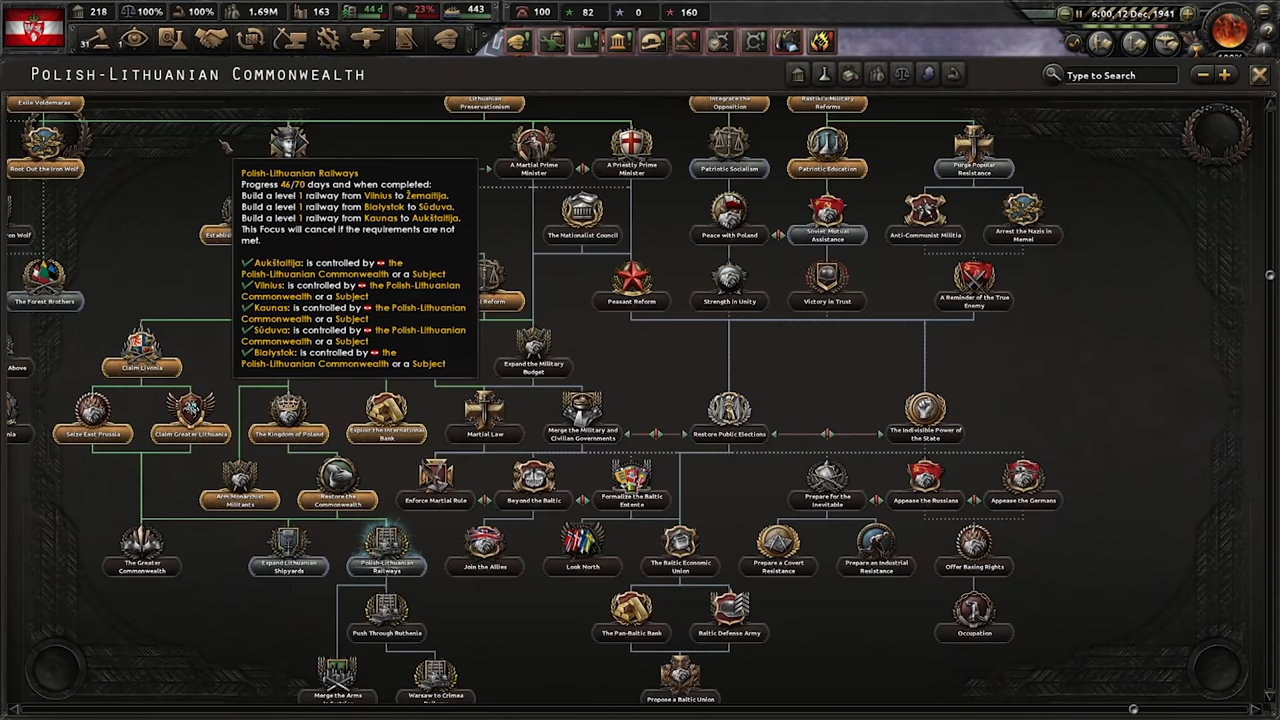 218 100% 100% 1.69M 163 44 d 23% 443 100 82 0 160 6:00, 12 Dec, 1941
31 1
Polish-Lithuanian Commonwealth
Type to Search
Exile Voldemaras
Lithuanian Preservationism
Integrate the Opposition
Military Reforms
Root Out the Iron Wolf
A Martial Prime Minister
A Priestly Prime Minister
Patriotic Socialism
Patriotic Education
Purge Popular Resistance
Polish-Lithuanian Railways
Progress 46/70 days and when completed:
Build a level 1 railway from Vilnius to Žemaitija.
Build a level 1 railway from Białystok to Sūduva.
Build a level 1 railway from Kaunas to Aukštaitija.
This Focus will cancel if the requirements are not
met.
Aukštaitija: is controlled by the
Polish-Lithuanian Commonwealth or a Subject
Vilnius: is controlled by the Polish-Lithuanian
Commonwealth or a Subject
Kaunas: is controlled by the Polish-Lithuanian
Commonwealth or a Subject
Sūduva: is controlled by the Polish-Lithuanian
Commonwealth or a Subject
Białystok: is controlled by the
Polish-Lithuanian Commonwealth or a Subject
The Nationalist Council
Peace with Poland
Soviet Mutual Assistance
Anti-Communist Militia
Arrest the Nazis in Memel
The Forest Brothers
Reform
Peasant Reform
Strength in Unity
Victory in Trust
A Reminder of the True Enemy
Above
Claim Livonia
Expand the Military Budget
Seize East Prussia
Claim Greater Lithuania
The Kingdom of Poland
Exploit the International Bank
Martial Law
Merge the Military and Civilian Governments
Restore Public Elections
The Indivisible Power of the State
Arm Monarchist Militants
Restore the Commonwealth
Enforce Martial Rule
Beyond the Baltic
Formalize the Baltic Entente
Prepare for the Inevitable
Appease the Russians
Appease the Germans
The Greater Commonwealth
Expand Lithuanian Shipyards
Polish-Lithuanian Railways
Join the Allies
Look North
The Baltic Economic Union
Prepare a Covert Resistance
Prepare an Industrial Resistance
Offer Basing Rights
Push Through Ruthenia
The Pan-Baltic Bank
Baltic Defense Army
Occupation
Merge the Arms
Warsaw to Crimea
Propose a Baltic Union